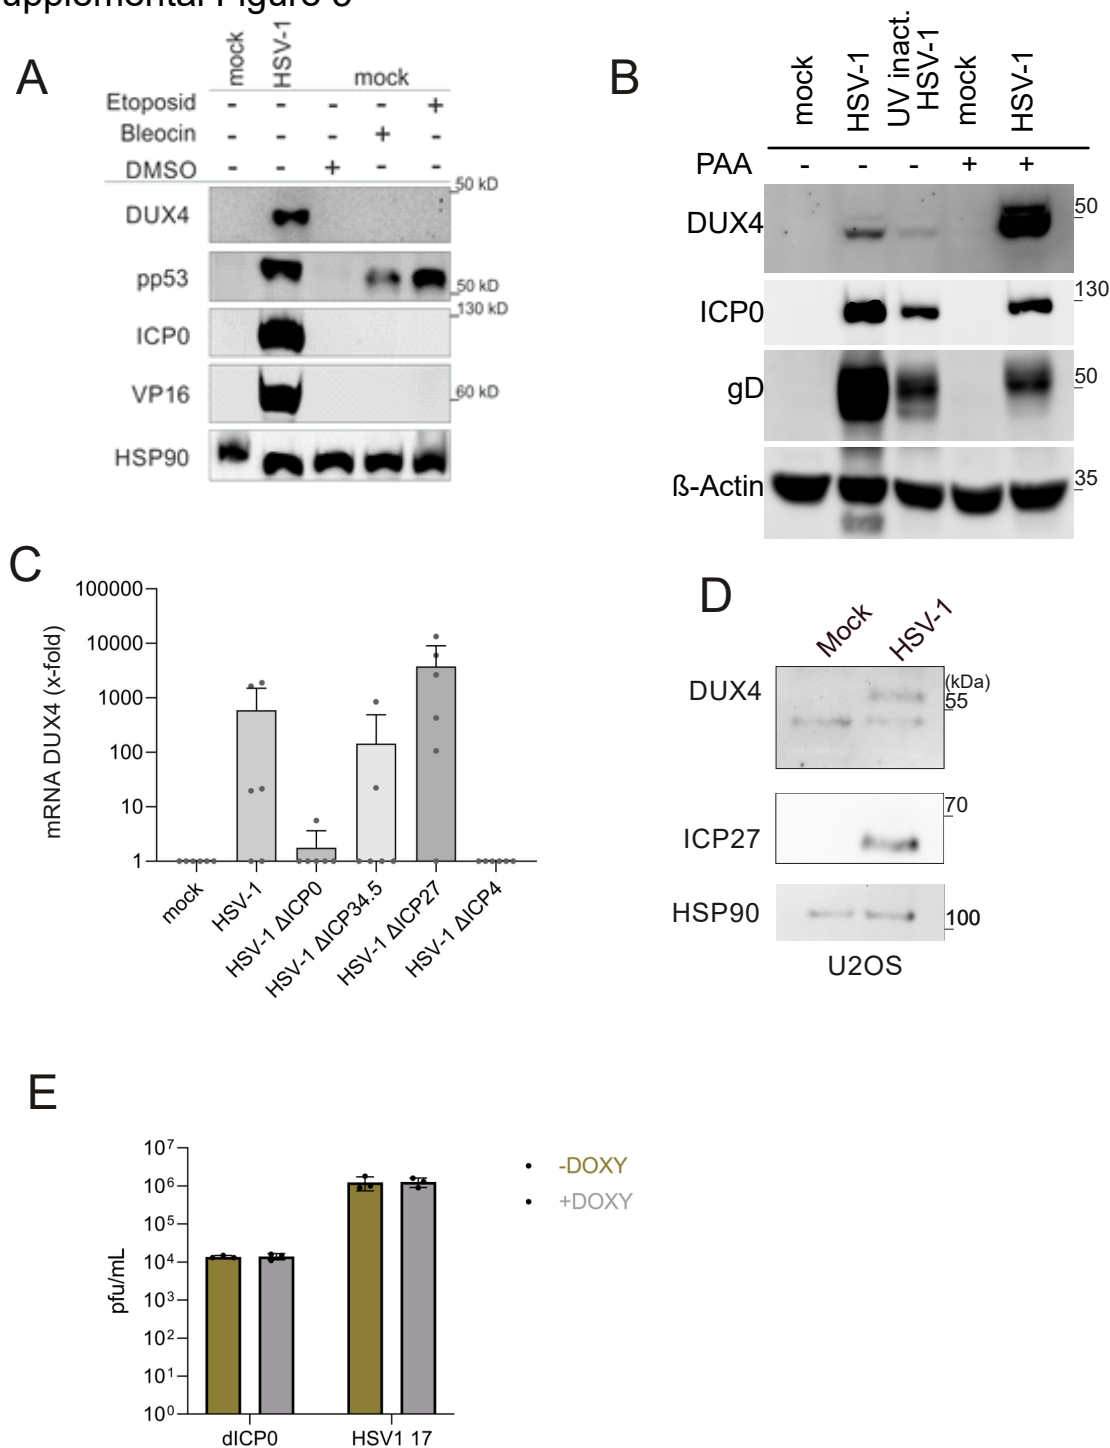 A
mock
HSV-1
mock
Etoposid - - - - +
Bleocin - - - + -
DMSO - - + - -
50 kD
DUX4
pp53
50 kD
130 kD
ICP0
VP16
60 kD
HSP90
B
mock
HSV-1
UV inact.
HSV-1
mock
HSV-1
PAA - - - + +
DUX4
50
ICP0
130
gD
50
ß-Actin
35
C
mRNA DUX4 (x-fold)
100000
10000
1000
100
10
1
mock
HSV-1
HSV-1 ΔICP0
HSV-1 ΔICP34.5
HSV-1 ΔICP27
HSV-1 ΔICP4
D
Mock
HSV-1
DUX4
(kDa)
55
ICP27
70
HSP90
100
U2OS
E
pfu/mL
10⁷
10⁶
10⁵
10⁴
10³
10²
10¹
10⁰
dICP0
HSV1 17
-DOXY
+DOXY